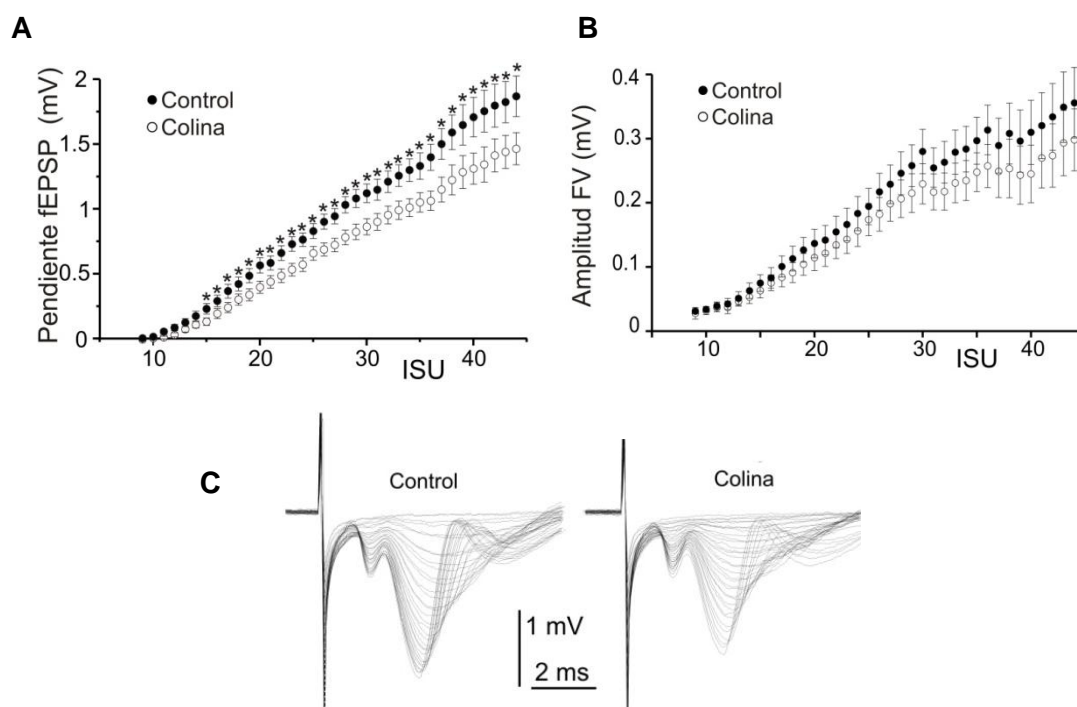 A
Pendiente fEPSP (mV)
2
1.5
1
0.5
0
Control
Colina
* * * * * * * * * * * * * * * * * * * * * * * * * * * * * *
10 20 30 40
ISU
B
Amplitud FV (mV)
0.4
0.3
0.2
0.1
0
Control
Colina
10 20 30 40
ISU
C
Control
Colina
1 mV
2 ms